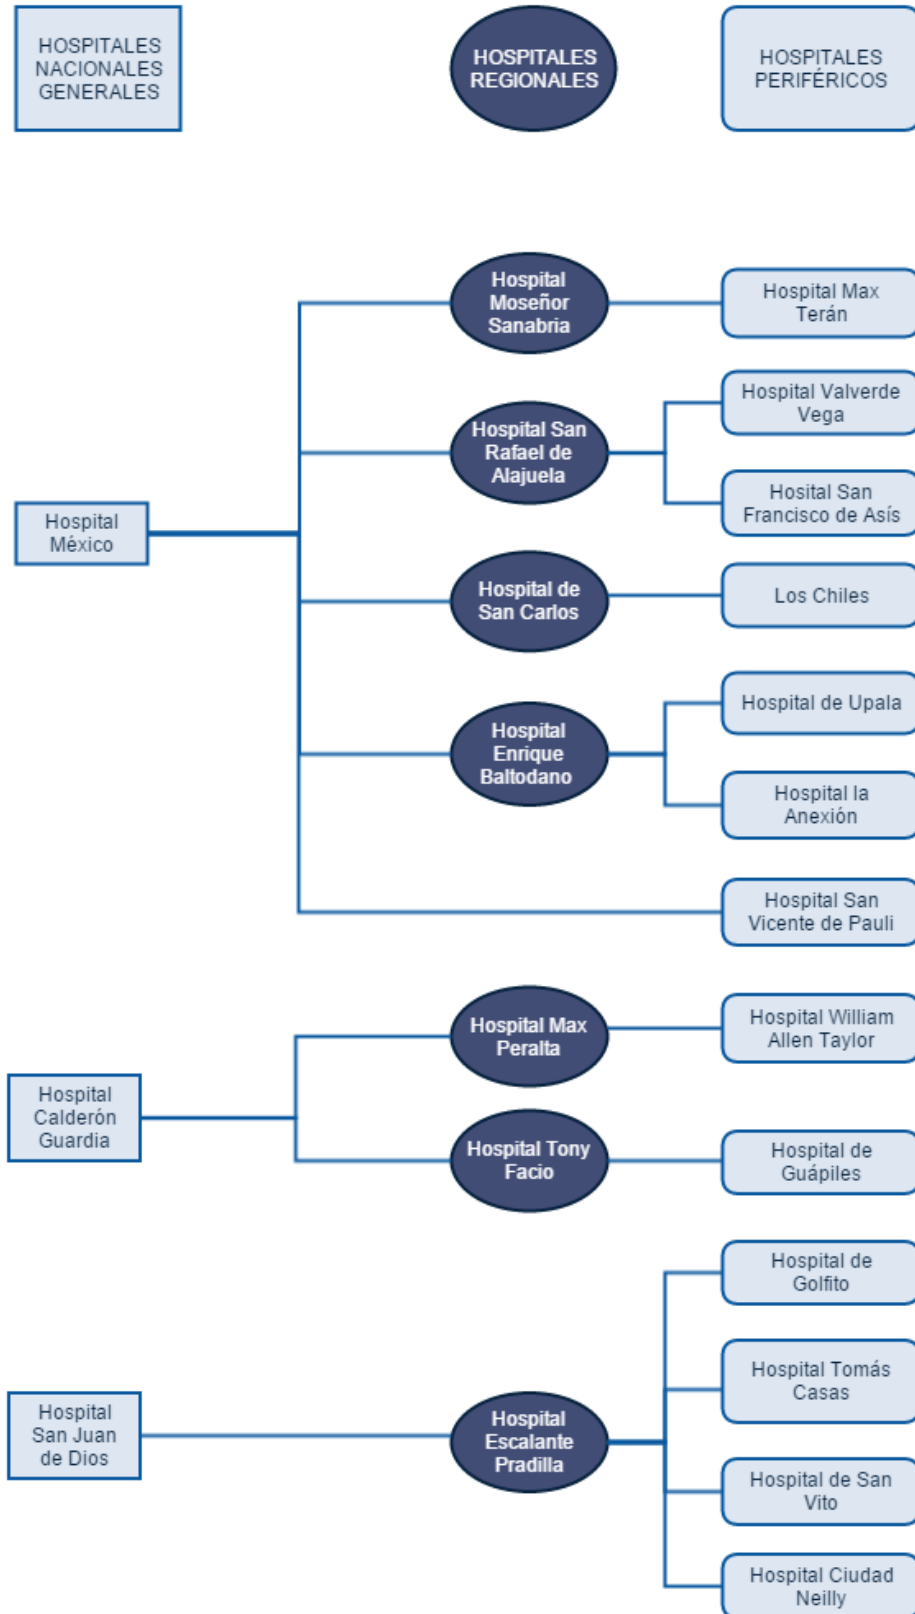 HOSPITALES
NACIONALES
GENERALES
HOSPITALES
REGIONALES
HOSPITALES
PERIFÉRICOS
Hospital
Moseñor
Sanabria
Hospital Max
Terán
Hospital San
Rafael de
Alajuela
Hospital Valverde
Vega
Hosital San
Francisco de Asís
Hospital
México
Hospital de
San Carlos
Los Chiles
Hospital
Enrique
Baltodano
Hospital de Upala
Hospital la
Anexión
Hospital San
Vicente de Pauli
Hospital
Calderón
Guardia
Hospital Max
Peralta
Hospital William
Allen Taylor
Hospital Tony
Facio
Hospital de
Guápiles
Hospital
San Juan
de Dios
Hospital
Escalante
Pradilla
Hospital de
Golfito
Hospital Tomás
Casas
Hospital de San
Vito
Hospital Ciudad
Neilly